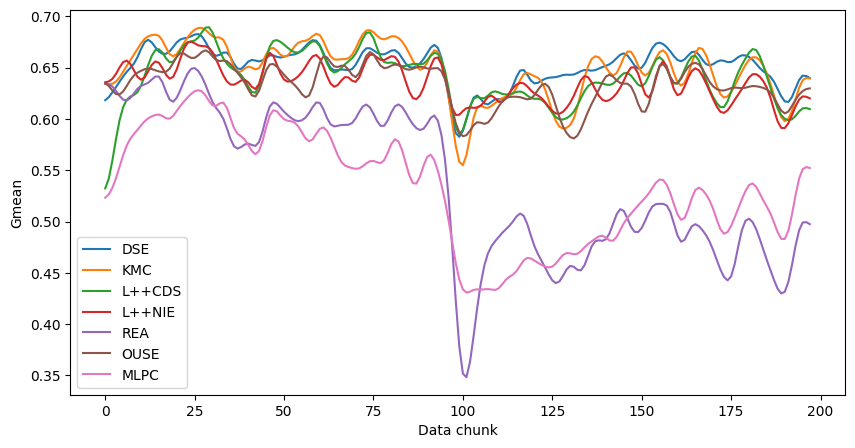 0.70
0.65
0.60
0.55
0.50
0.45
0.40
0.35
Gmean
DSE
KMC
L++CDS
L++NIE
REA
OUSE
MLPC
0 25 50 75 100 125 150 175 200
Data chunk